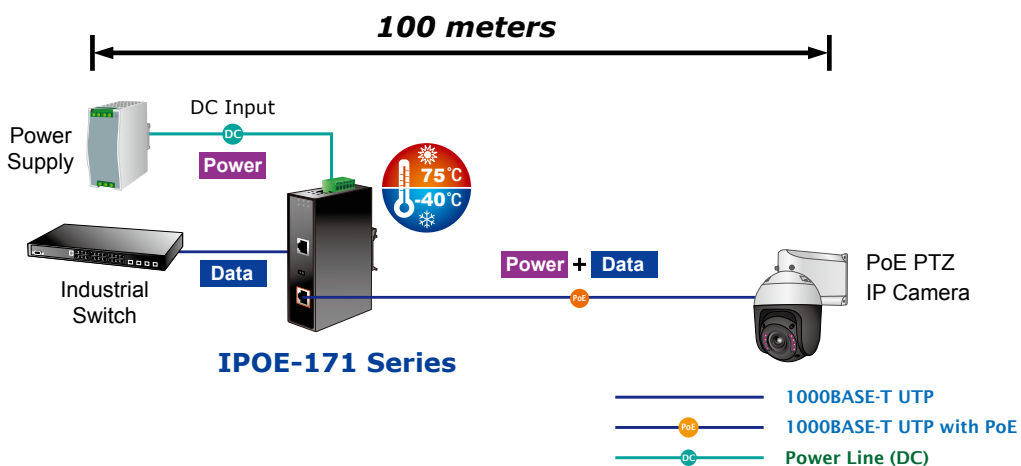 100 meters
DC Input
DC
Power
Supply
Power
75°C
-40°C
Data
Industrial
Switch
Power + Data
PoE
PoE PTZ
IP Camera
IPOE-171 Series
1000BASE-T UTP
PoE
1000BASE-T UTP with PoE
DC
Power Line (DC)